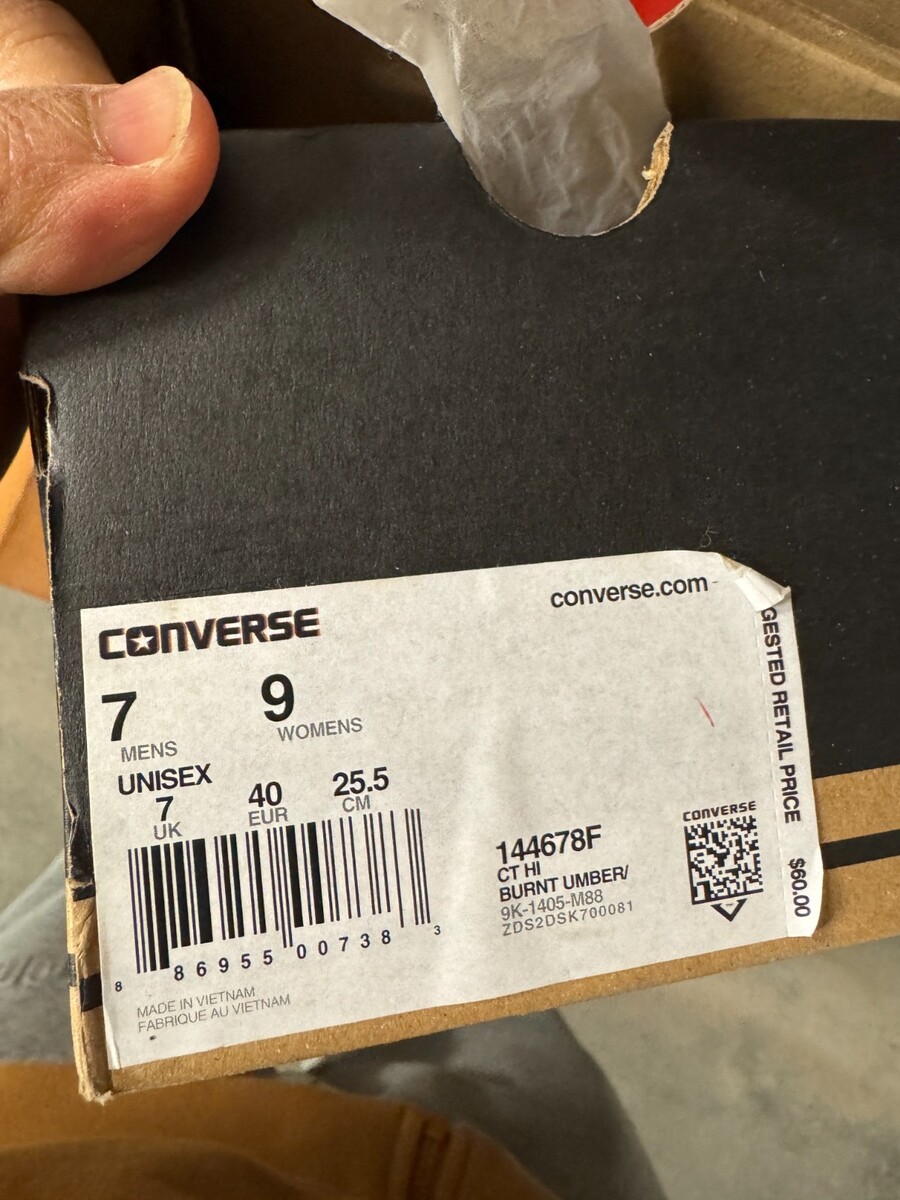 converse.com
CONVERSE
7 9
MENS WOMENS
UNISEX
7 40 25.5
UK EUR CM
8 86955 00738 3
MADE IN VIETNAM
FABRIQUE AU VIETNAM
144678F
CT HI
BURNT UMBER/
9K-1405-M88
ZDS2DSK700081
CONVERSE
GESTED RETAIL PRICE $60.00